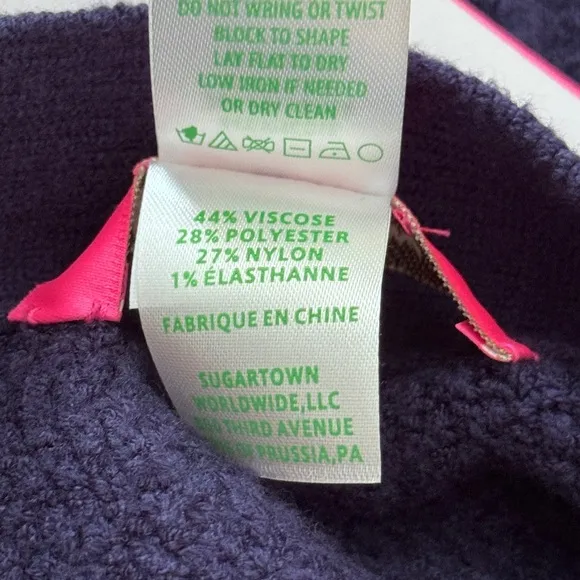 DO NOT WRING OR TWIST
BLOCK TO SHAPE
LAY FLAT TO DRY
LOW IRON IF NEEDED
OR DRY CLEAN
44% VISCOSE
28% POLYESTER
27% NYLON
1% ÉLASTHANNE
FABRIQUE EN CHINE
SUGARTOWN
WORLDWIDE,LLC
THIRD AVENUE
PRUSSIA,PA